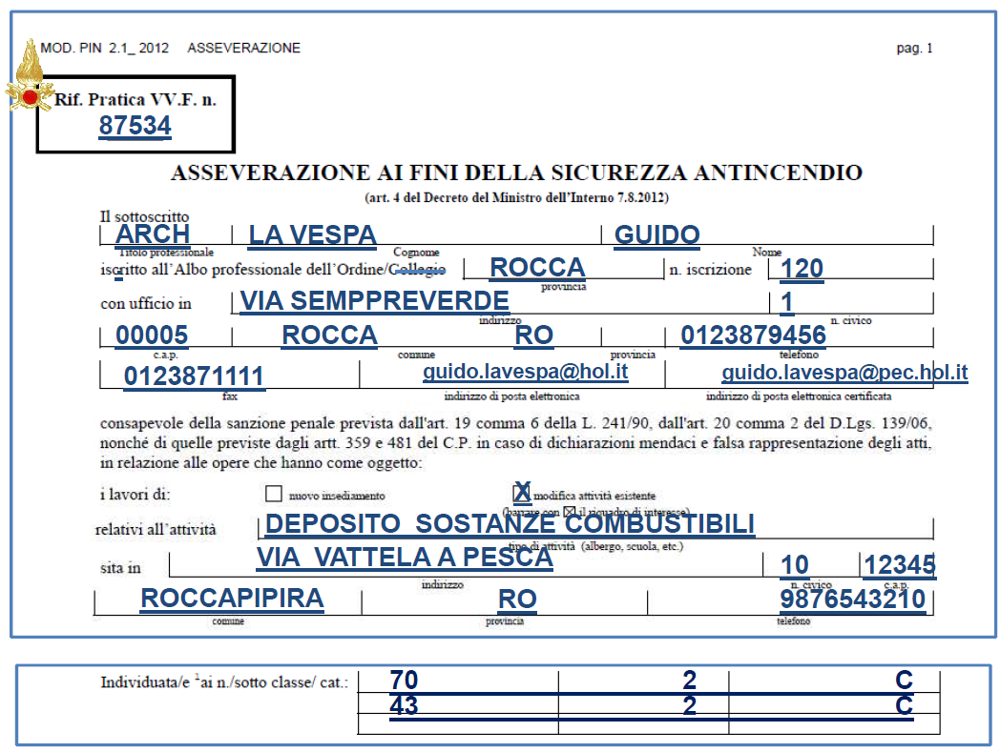 MOD. PIN 2.1_ 2012 ASSEVERAZIONE pag. 1
Rif. Pratica VV.F. n.
87534
ASSEVERAZIONE AI FINI DELLA SICUREZZA ANTINCENDIO
(art. 4 del Decreto del Ministro dell'Interno 7.8.2012)
Il sottoscritto
ARCH LA VESPA GUIDO
Titolo professionale Cognome Nome
iscritto all'Albo professionale dell'Ordine/Collegio ROCCA n. iscrizione 120
provincia
con ufficio in VIA SEMPPREVERDE 1
indirizzo n. civico
00005 ROCCA RO 0123879456
c.a.p. comune provincia telefono
0123871111 guido.lavespa@hol.it guido.lavespa@pec.hol.it
fax indirizzo di posta elettronica indirizzo di posta elettronica certificata
consapevole della sanzione penale prevista dall'art. 19 comma 6 della L. 241/90, dall'art. 20 comma 2 del D.Lgs. 139/06,
nonché di quelle previste dagli artt. 359 e 481 del C.P. in caso di dichiarazioni mendaci e falsa rappresentazione degli atti,
in relazione alle opere che hanno come oggetto:
i lavori di: nuovo insediamento X modifica attività esistente
(barrare con ☒ il riquadro di interesse)
relativi all'attività DEPOSITO SOSTANZE COMBUSTIBILI
tipo di attività (albergo, scuola, etc.)
sita in VIA VATTELA A PESCA 10 12345
indirizzo n. civico c.a.p.
ROCCAPIPIRA RO 9876543210
comune provincia telefono
Individuata/e 1ai n./sotto classe/ cat.: 70 2 C
43 2 C